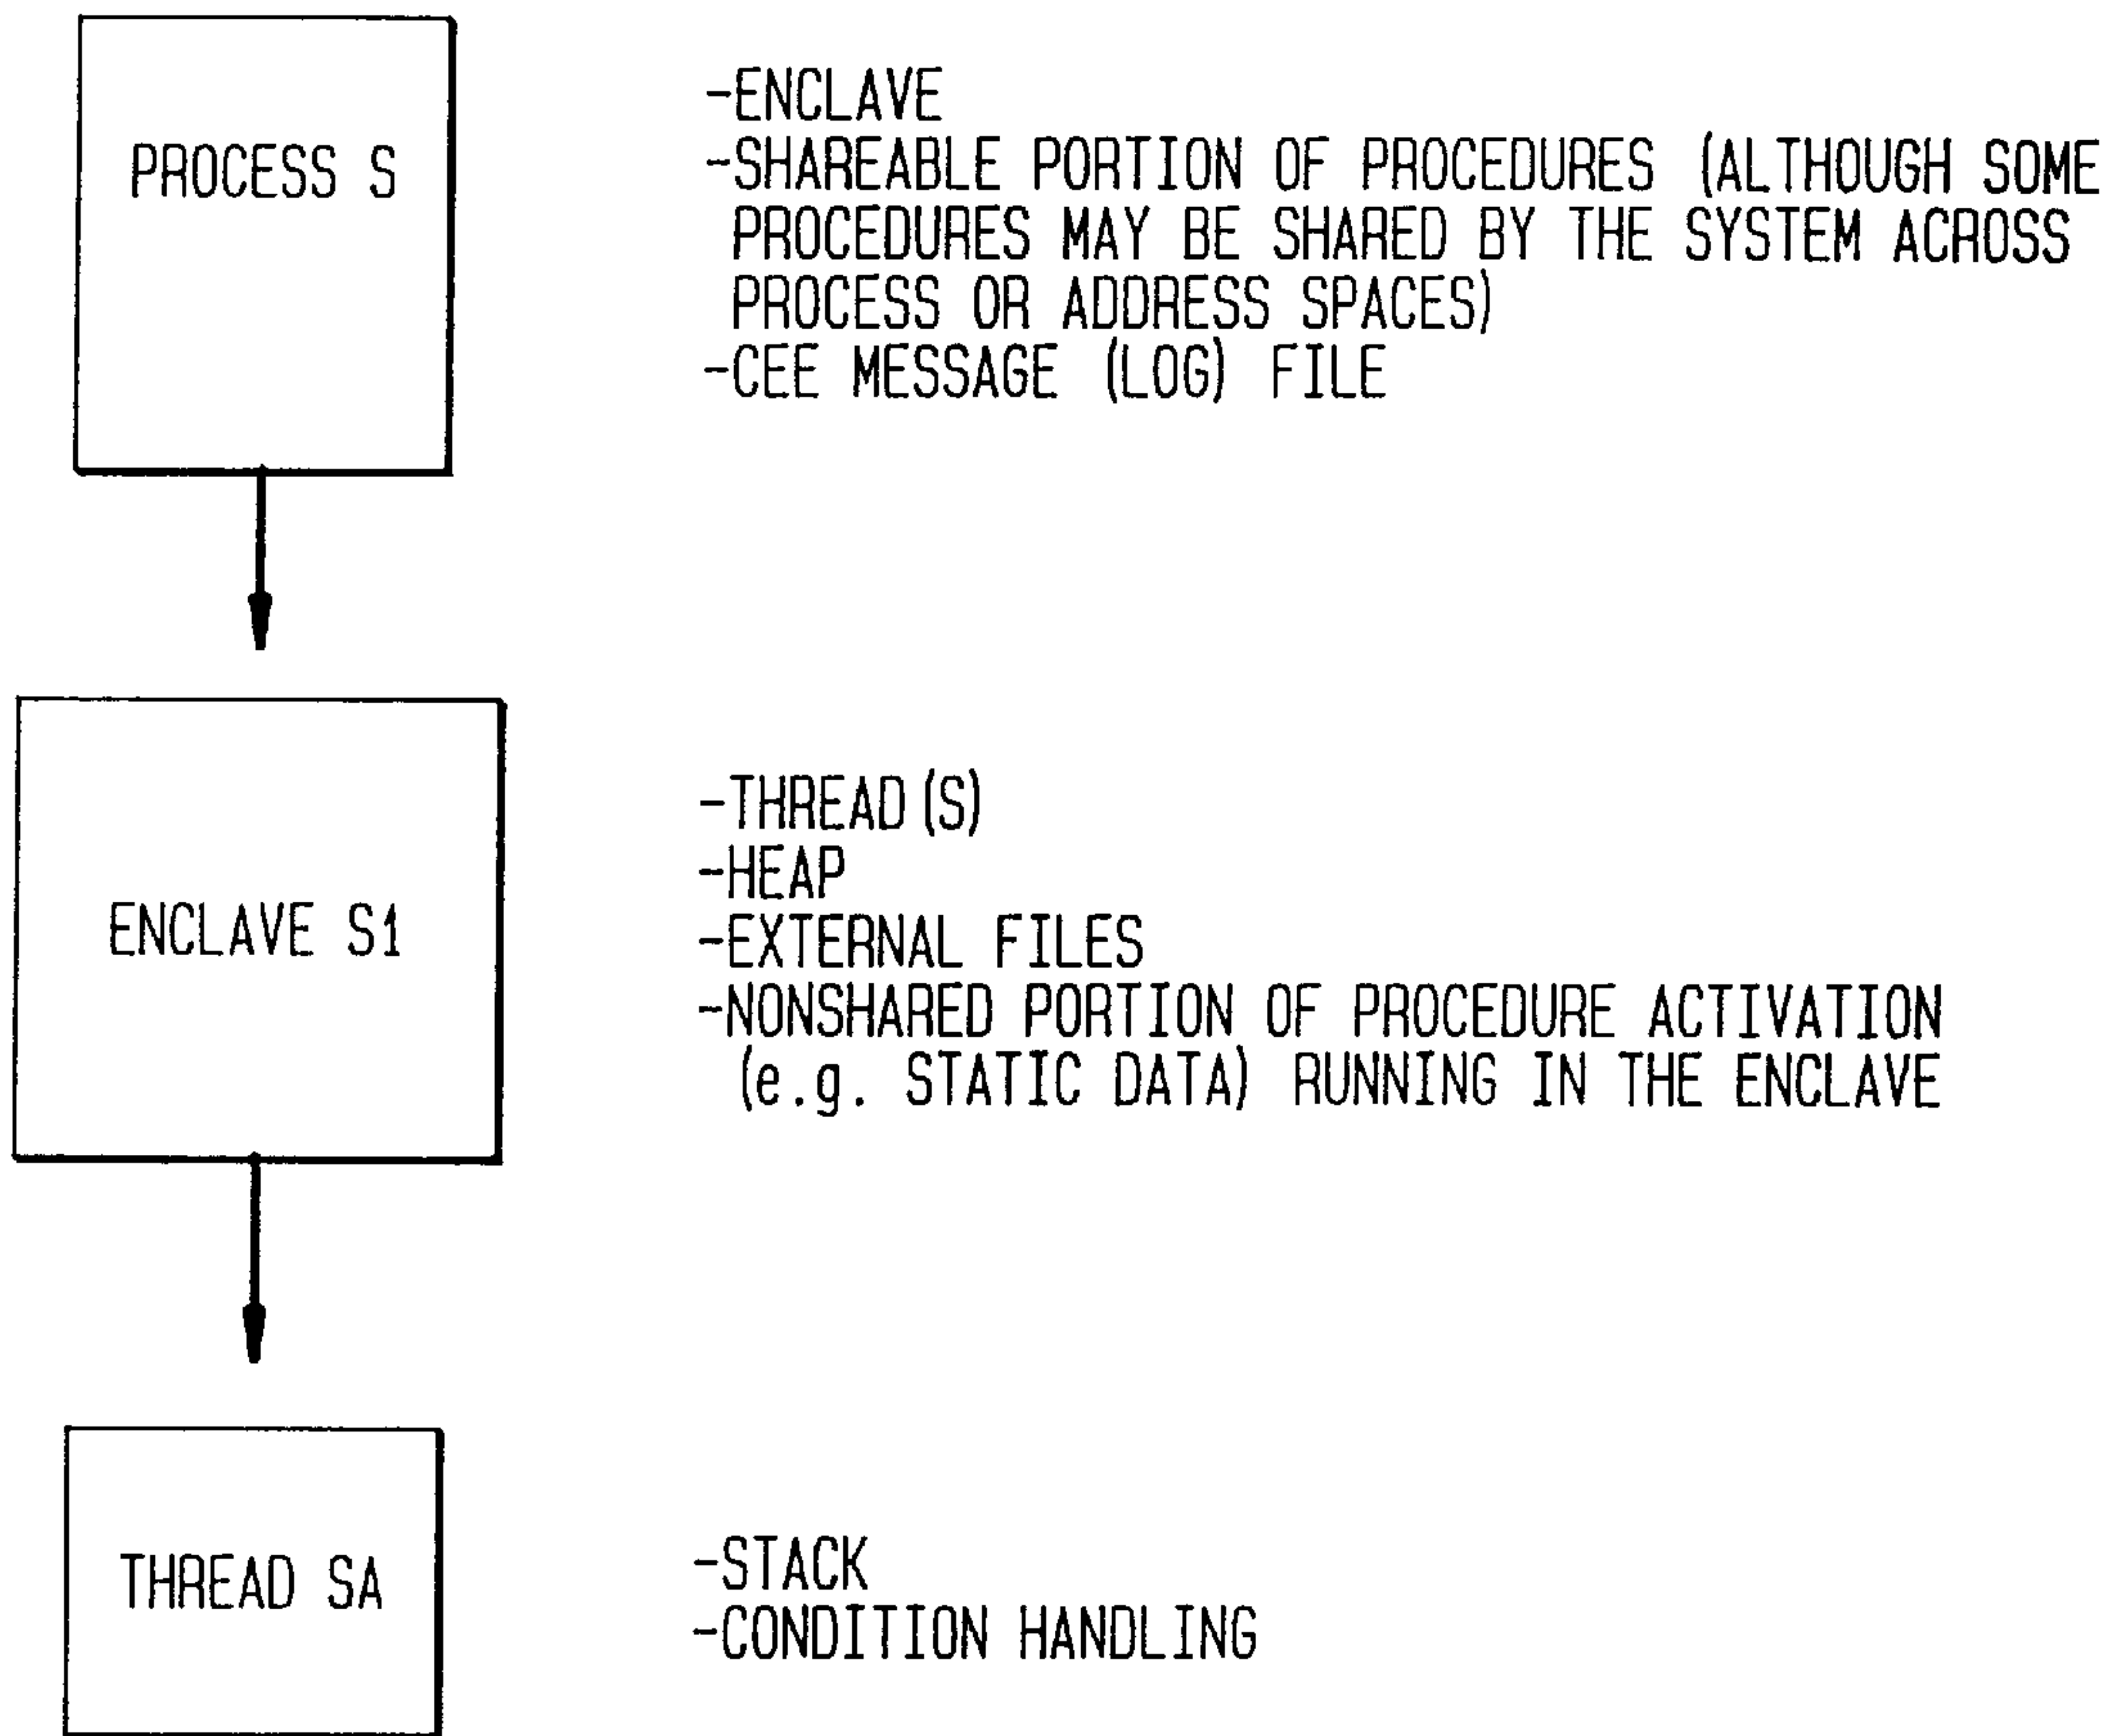 PROCESS S
-ENCLAVE
-SHAREABLE PORTION OF PROCEDURES (ALTHOUGH SOME
PROCEDURES MAY BE SHARED BY THE SYSTEM ACROSS
PROCESS OR ADDRESS SPACES)
-CEE MESSAGE (LOG) FILE
ENCLAVE S1
-THREAD(S)
-HEAP
-EXTERNAL FILES
-NONSHARED PORTION OF PROCEDURE ACTIVATION
(e.g. STATIC DATA) RUNNING IN THE ENCLAVE
THREAD SA
-STACK
-CONDITION HANDLING